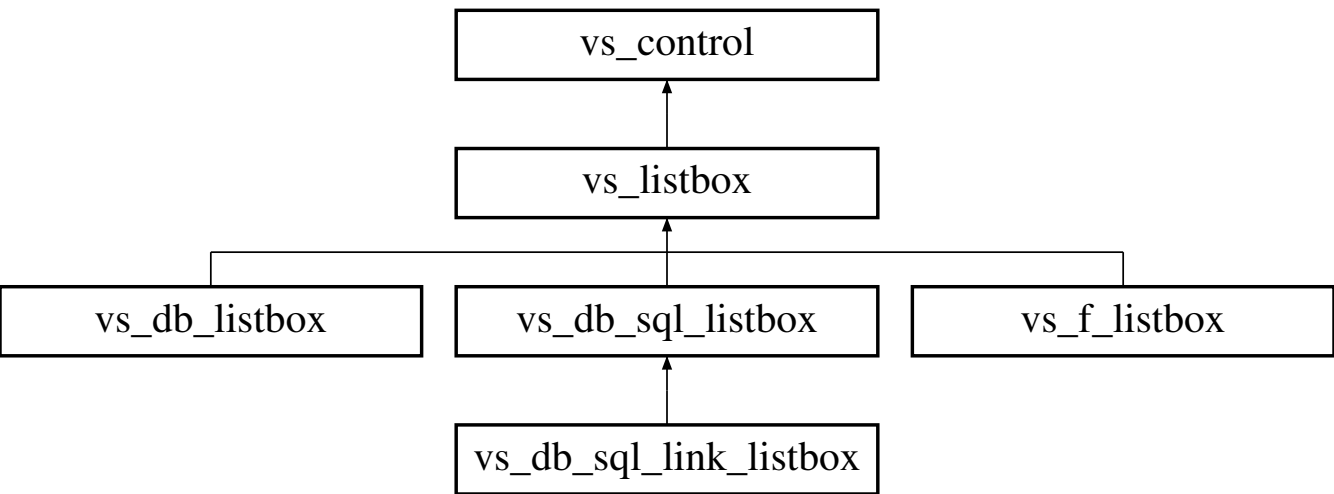 vs_control
vs_listbox
vs_db_listbox
vs_db_sql_listbox
vs_f_listbox
vs_db_sql_link_listbox